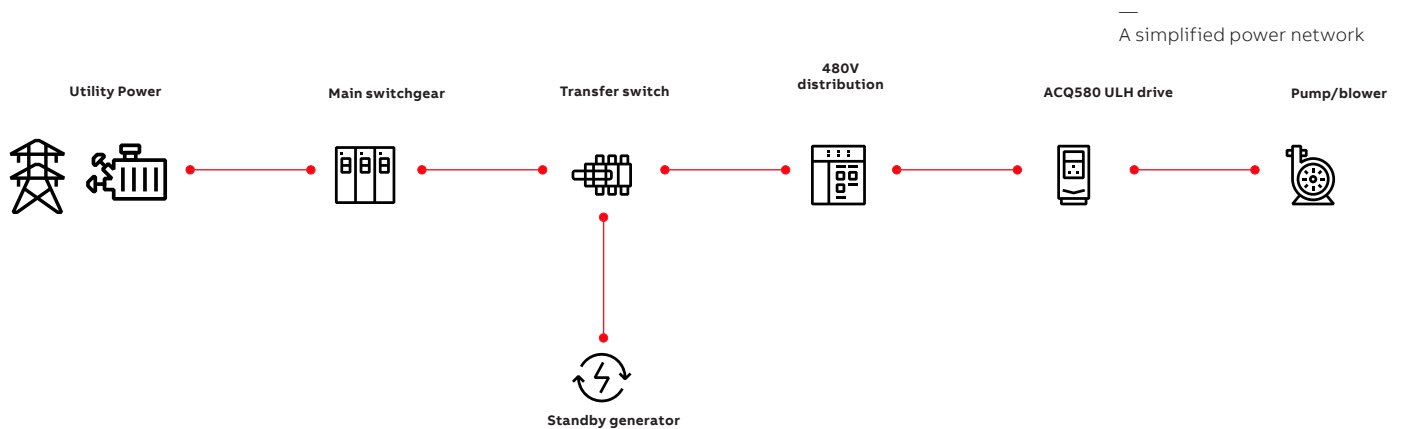 A simplified power network
Utility Power
Main switchgear
Transfer switch
480V
distribution
ACQ580 ULH drive
Pump/blower
Standby generator